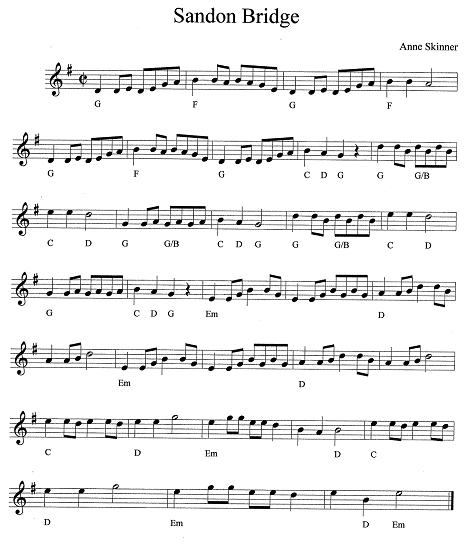 Sandon Bridge
Anne Skinner
G F G F
G F G C D G G G/B
C D G G/B C D G G G/B C D
G C D G Em D
Em D
C D Em D C
D Em D Em